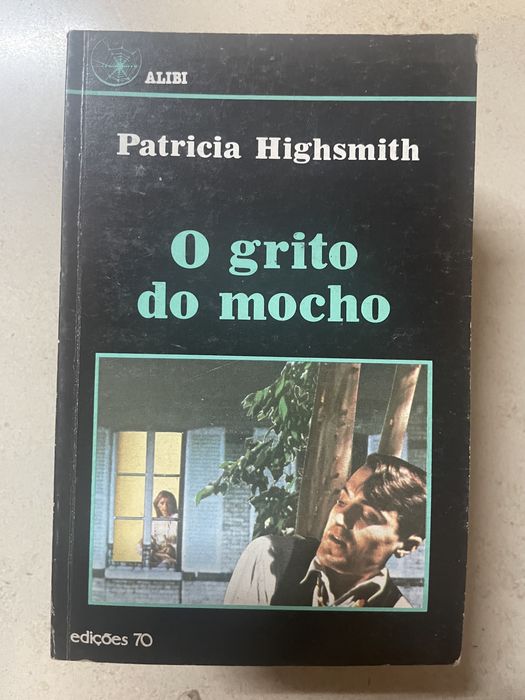 ALIBI
Patricia Highsmith
O grito
do mocho
edições 70